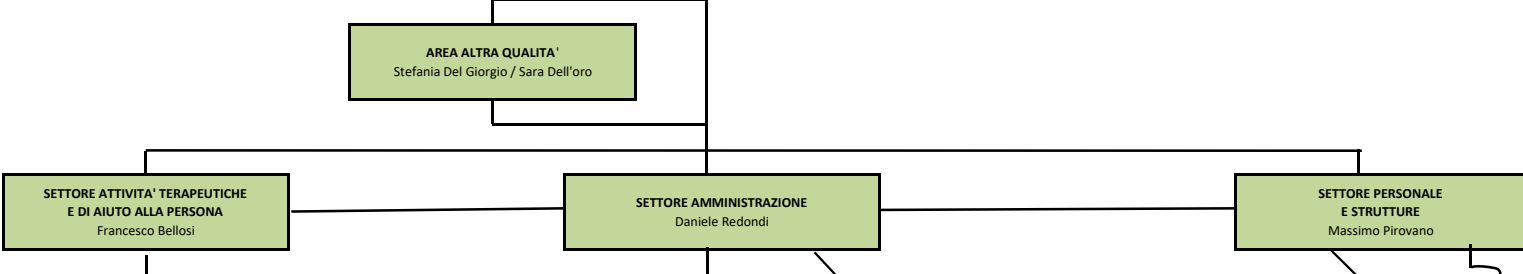 AREA ALTRA QUALITA'
Stefania Del Giorgio / Sara Dell'oro
SETTORE ATTIVITA' TERAPEUTICHE
E DI AIUTO ALLA PERSONA
Francesco Bellosi
SETTORE AMMINISTRAZIONE
Daniele Redondi
SETTORE PERSONALE
E STRUTTURE
Massimo Pirovano